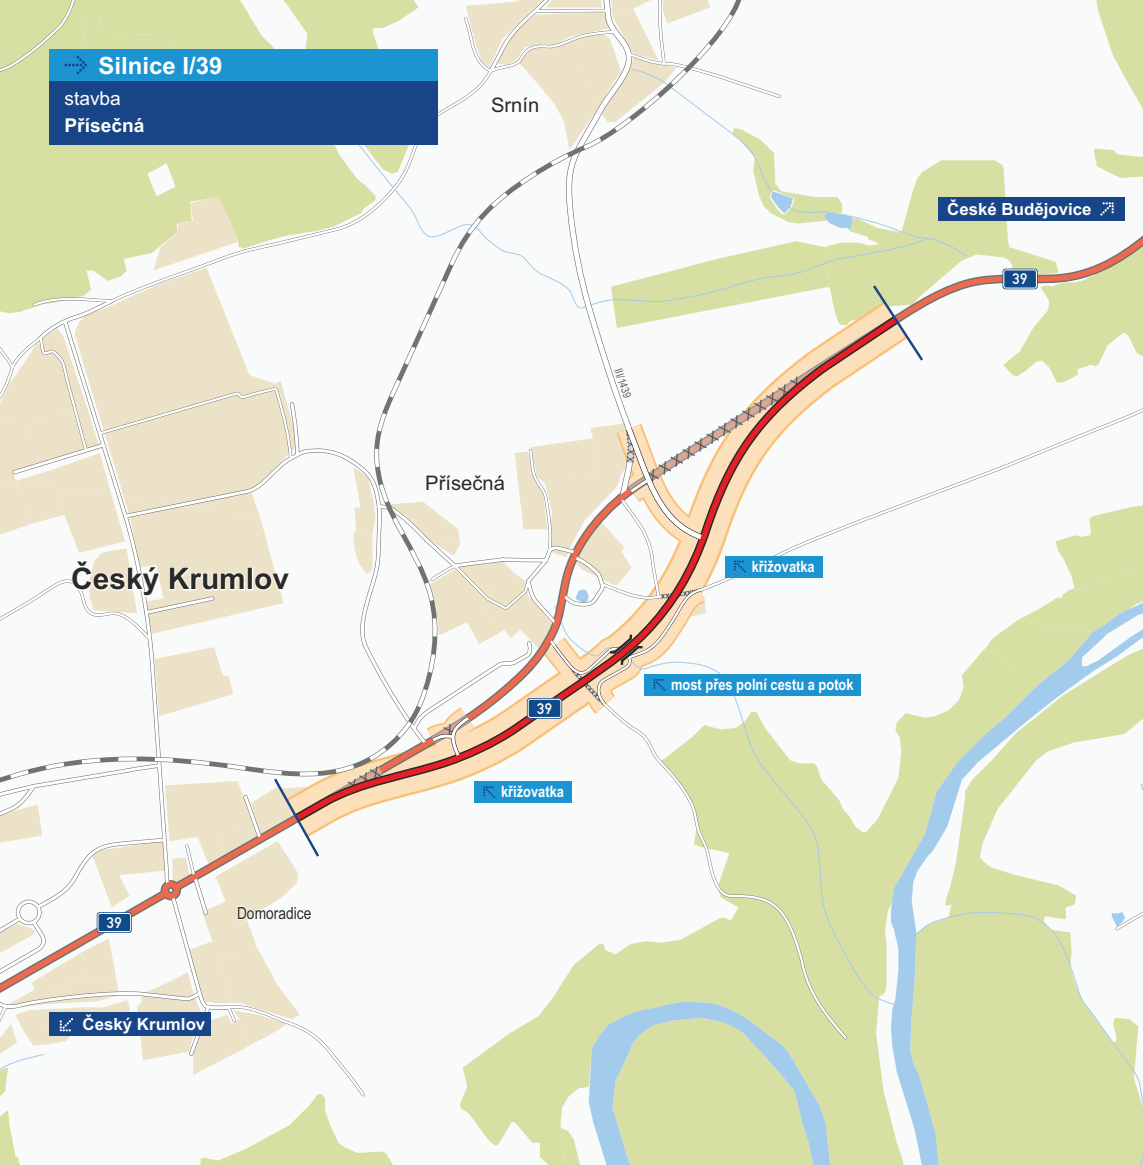 Silnice I/39
stavba
Přísečná
Srnín
České Budějovice
39
III/1439
Přísečná
Český Krumlov
křižovatka
most přes polní cestu a potok
39
křižovatka
Domoradice
39
Český Krumlov